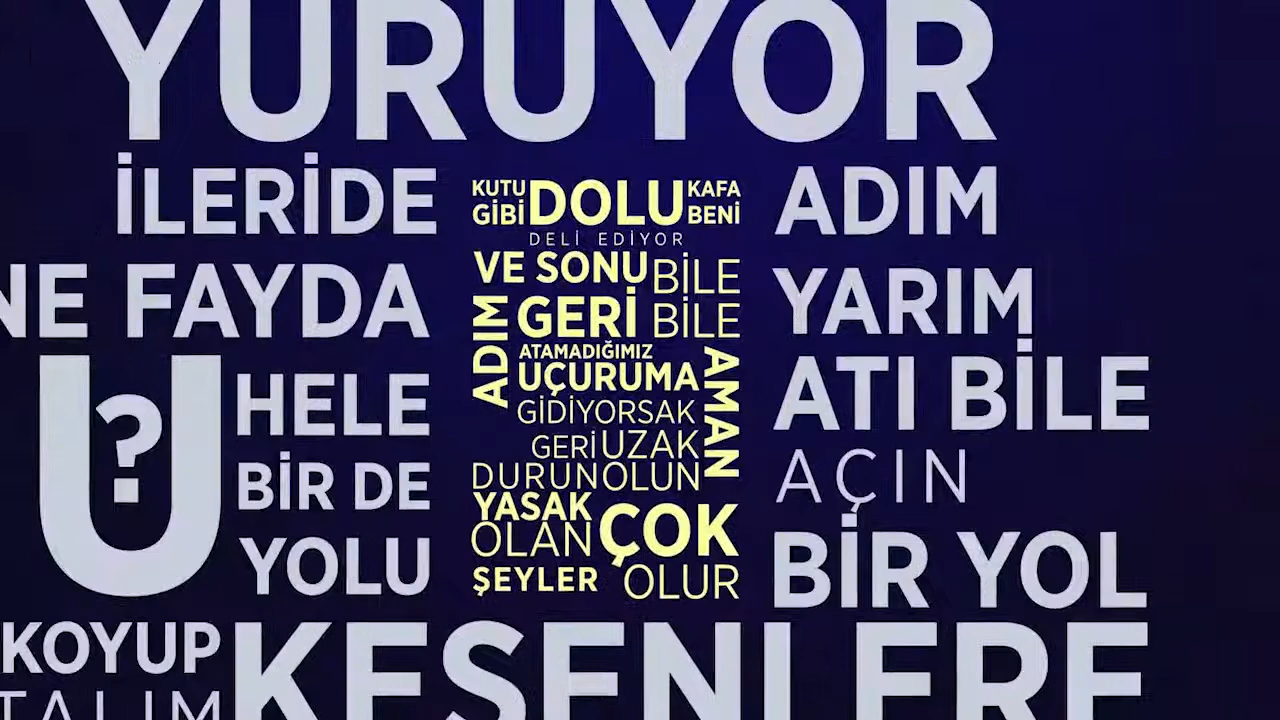 YÜRÜYOR
İLERİDE
NE FAYDA
U
?
HELE
BİR DE
YOLU
KOYUP
KUTU
GİBİ
DOLU
KAFA
BENİ
DELİ EDİYOR
VE SONU
BİLE
ADIM
GERİ
BİLE
ATAMADIĞIMIZ
UÇURUMA
AMAN
GİDİYORSAK
GERİ UZAK
DURUN OLUN
YASAK
OLAN
ÇOK
ŞEYLER
OLUR
ADIM
YARIM
ATI BİLE
AÇIN
BİR YOL
KESENLERE